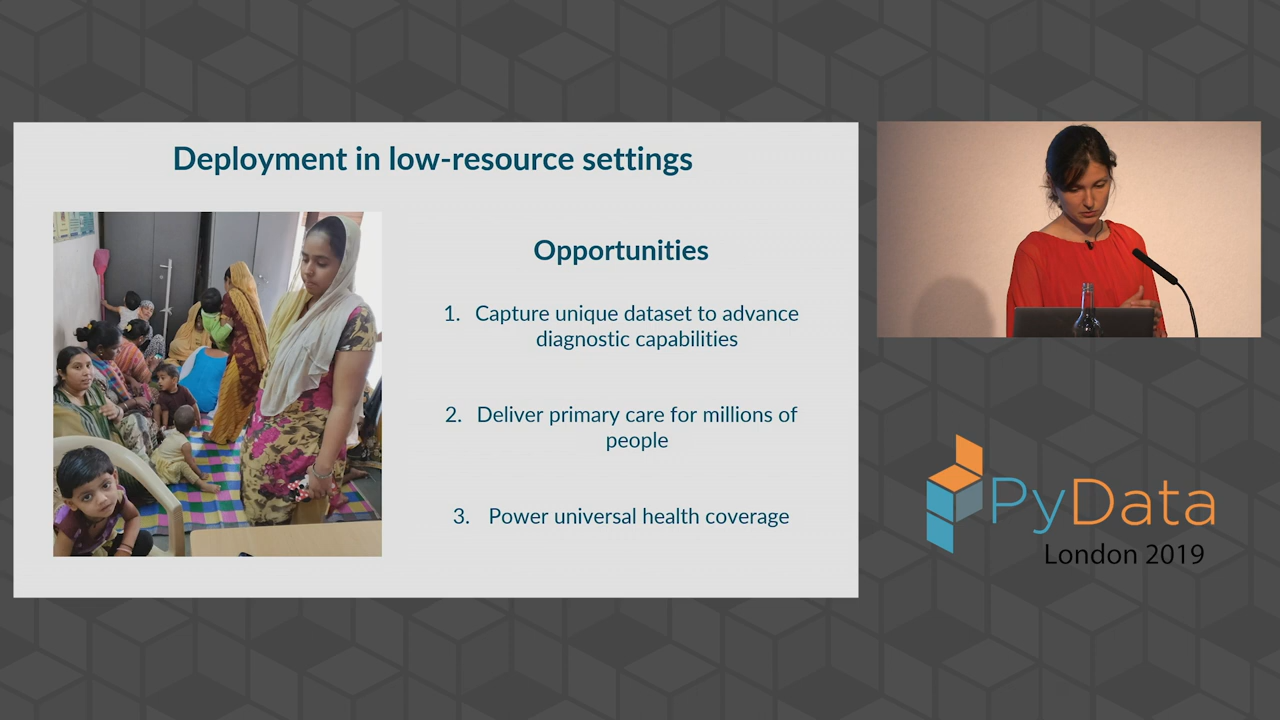 Deployment in low-resource settings
Opportunities
1. Capture unique dataset to advance
diagnostic capabilities
2. Deliver primary care for millions of
people
3. Power universal health coverage
PyData
London 2019